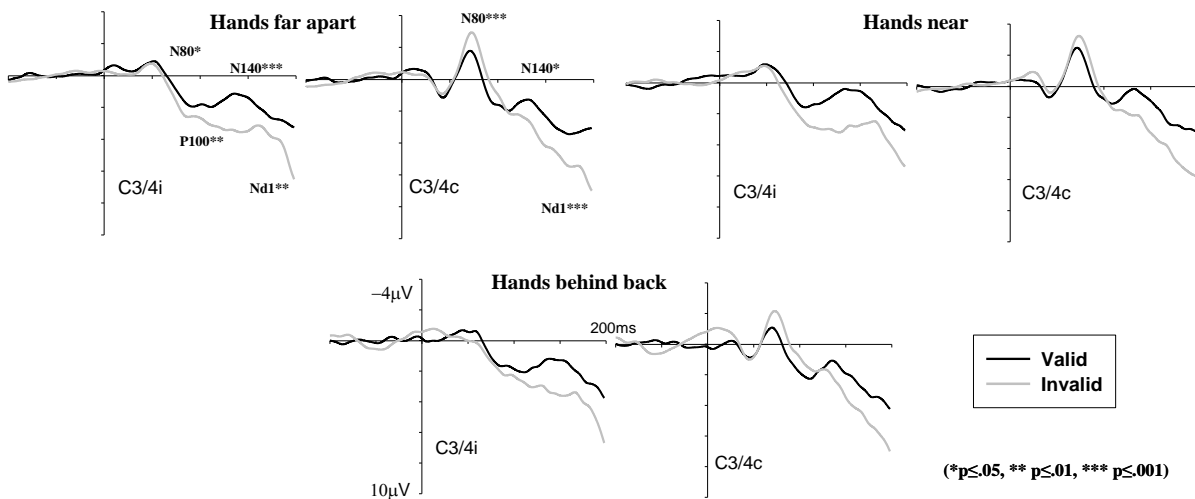 Hands far apart
N80*
N140***
P100**
C3/4i
Nd1**
N80***
N140*
C3/4c
Nd1***
Hands near
C3/4i
C3/4c
Hands behind back
−4µV
200ms
C3/4i
10µV
C3/4c
Valid
Invalid
(*p≤.05, ** p≤.01, *** p≤.001)